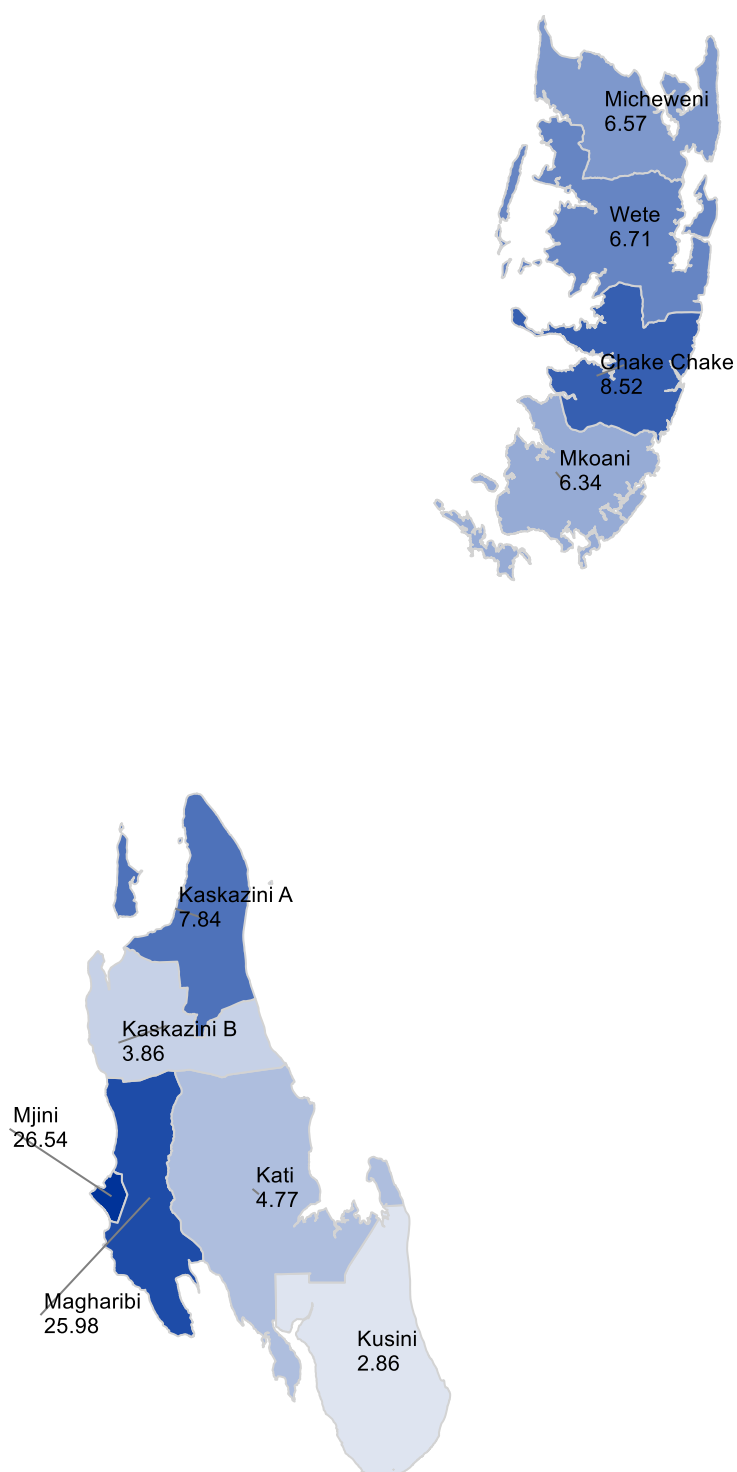 Micheweni
6.57
Wete
6.71
Chake Chake
8.52
Mkoani
6.34
Kaskazini A
7.84
Kaskazini B
3.86
Mjini
26.54
Kati
4.77
Magharibi
25.98
Kusini
2.86